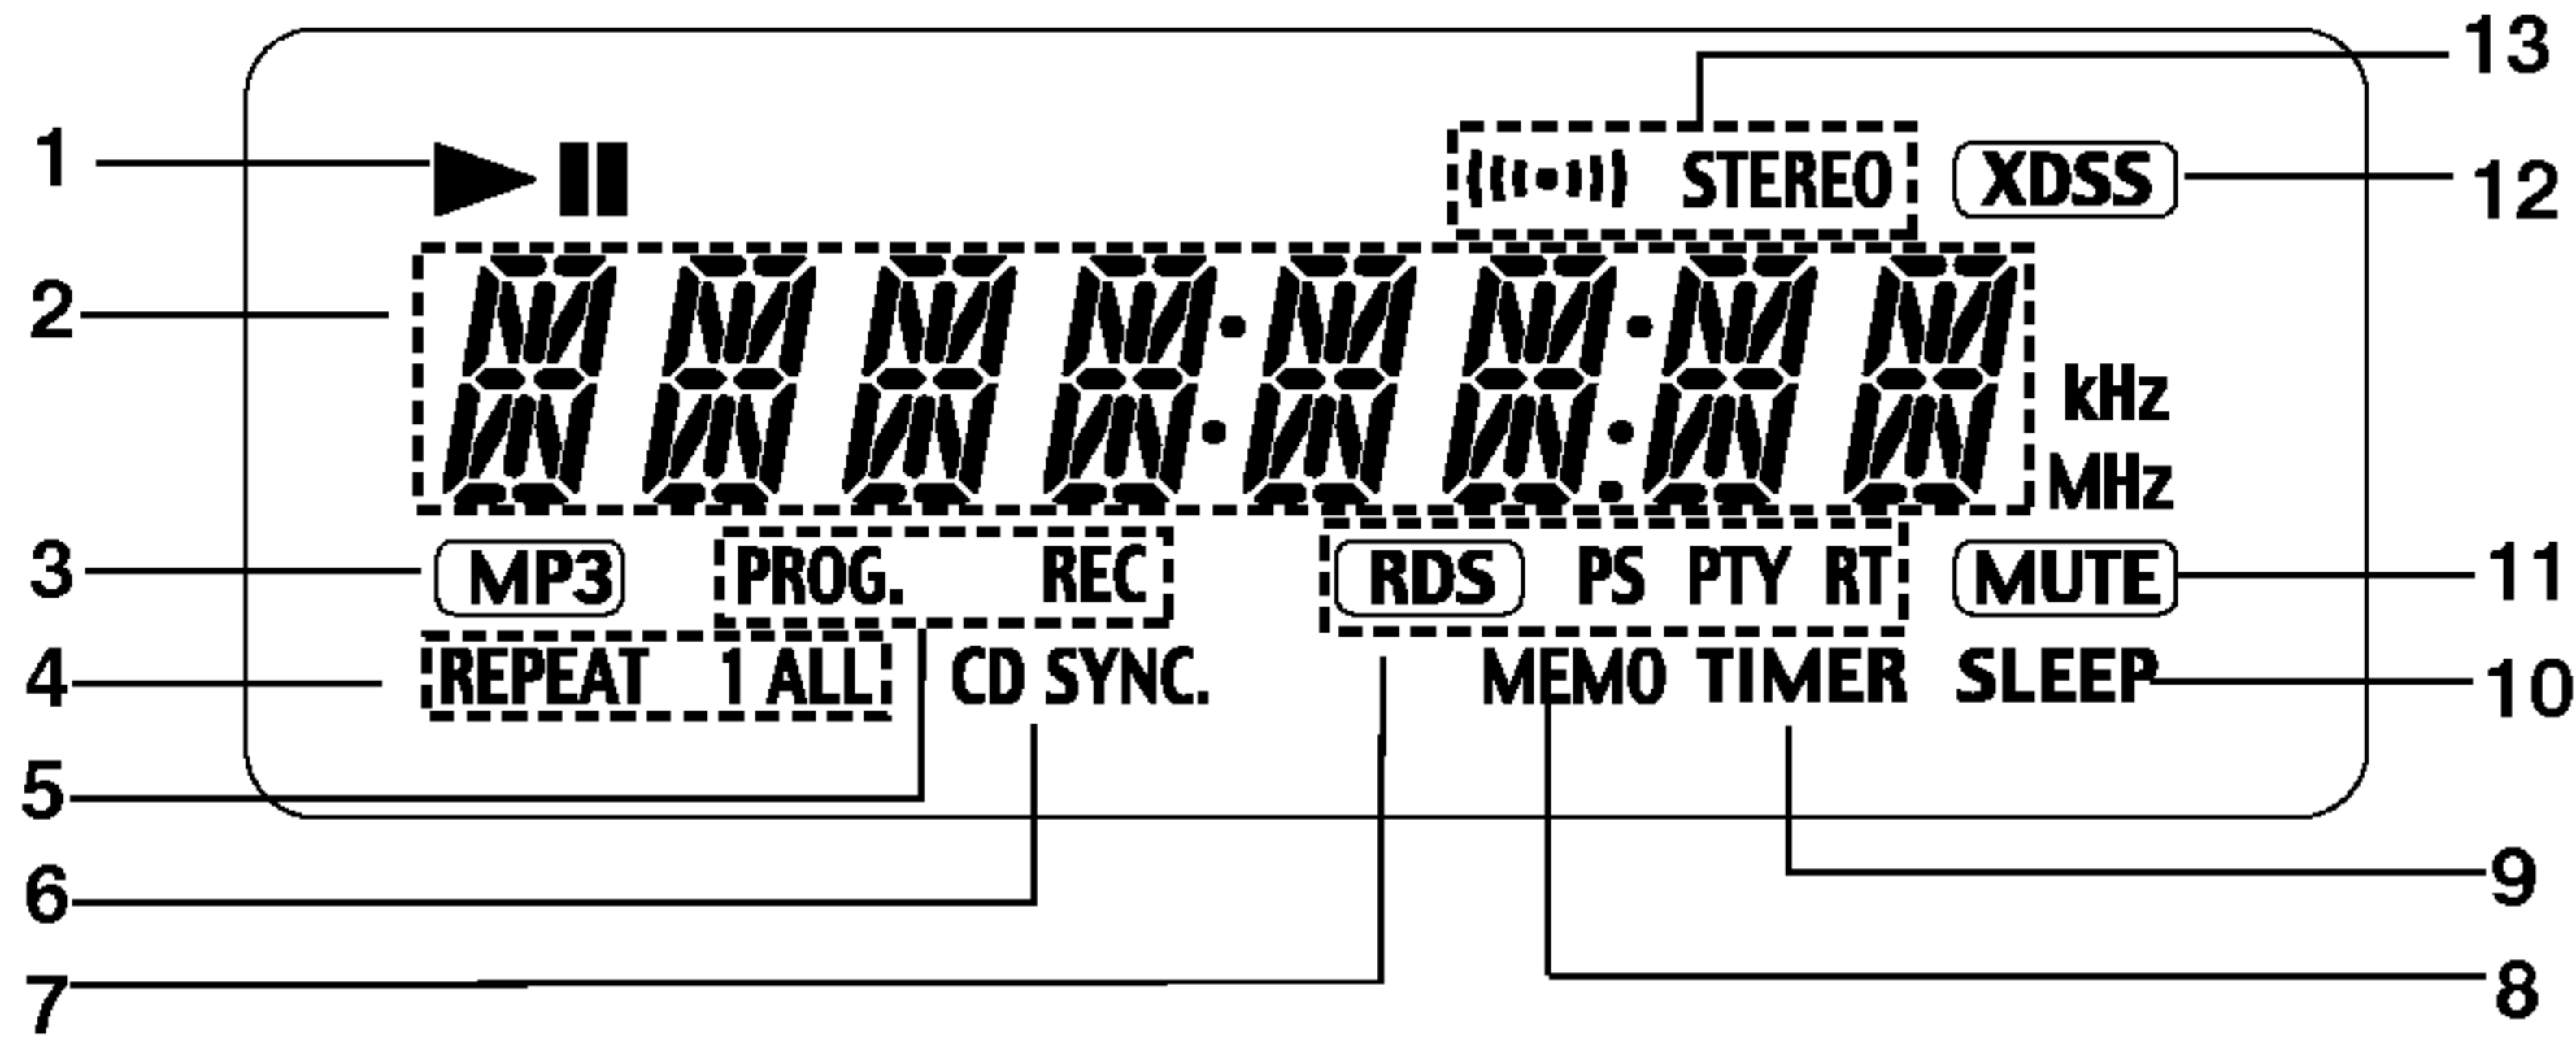 13
1 STEREO XDSS 12
2
kHz
MHz
3 MP3 PROG. REC RDS PS PTY RT MUTE 11
4 REPEAT 1 ALL CD SYNC. MEMO TIMER SLEEP 10
5
6 9
7 8